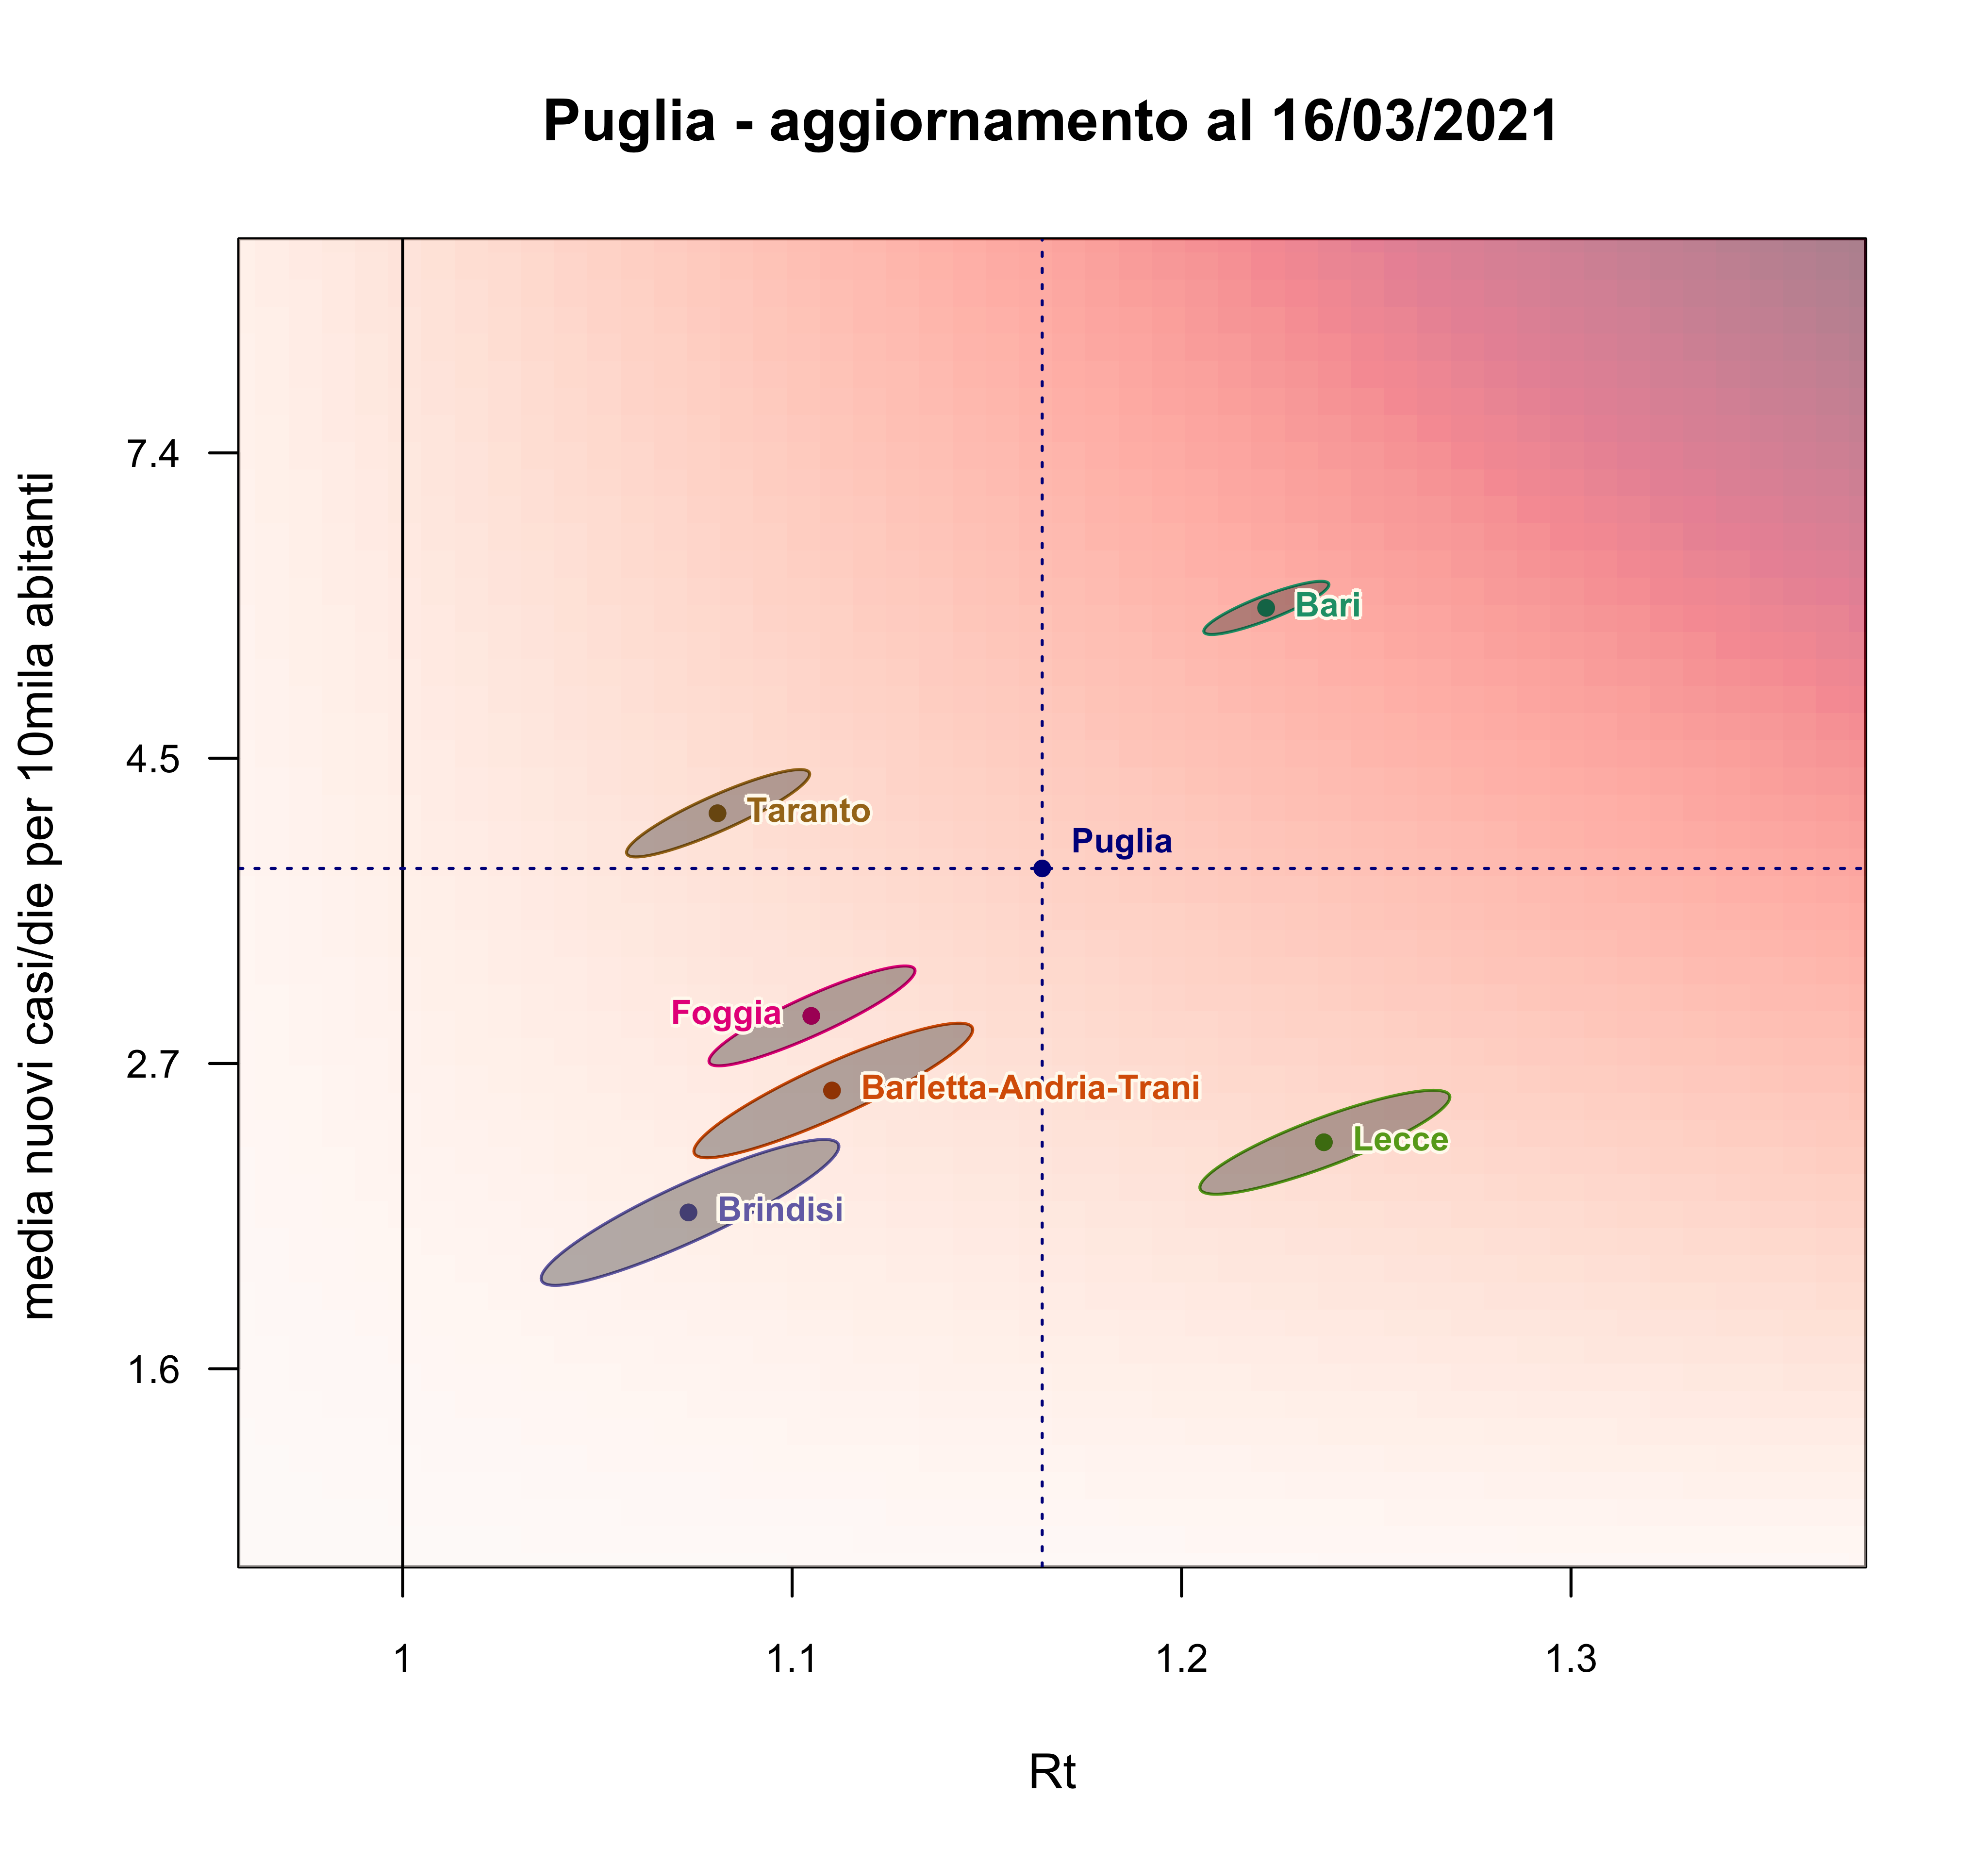 Puglia - aggiornamento al 16/03/2021
media nuovi casi/die per 10mila abitanti
7.4
4.5
2.7
1.6
Bari
Taranto
Puglia
Foggia
Barletta-Andria-Trani
Lecce
Brindisi
1
1.1
1.2
1.3
Rt